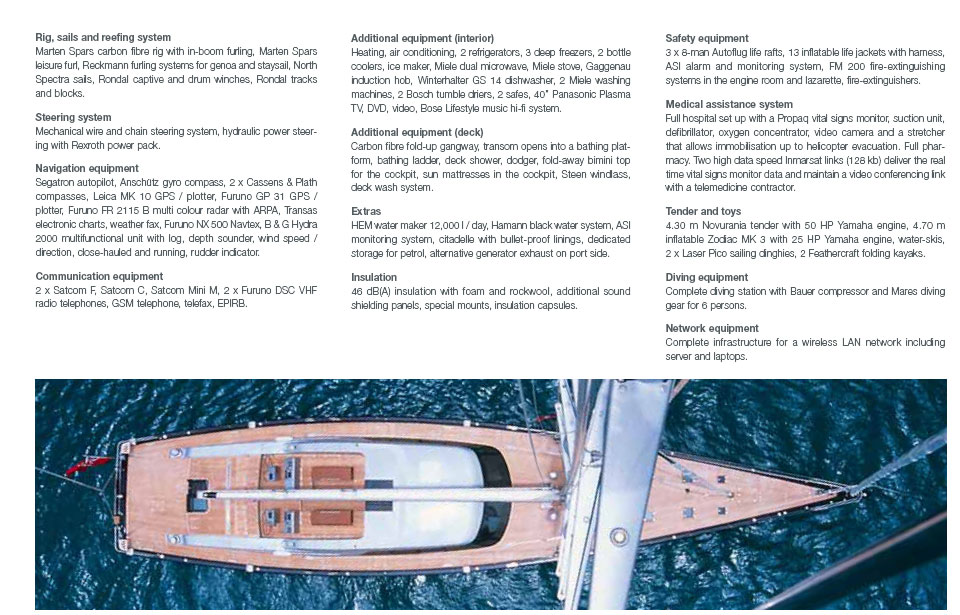 Rig, sails and reefing system
Marten Spars carbon fibre rig with in-boom furling, Marten Spars
leisure furl, Reckmann furling systems for genoa and staysail, North
Spectra sails, Rondal captive and drum winches, Rondal tracks
and blocks.
Steering system
Mechanical wire and chain steering system, hydraulic power steer-
ing with Rexroth power pack.
Navigation equipment
Segatron autopilot, Anschütz gyro compass, 2 x Cassens & Plath
compasses, Leica MK 10 GPS / plotter, Furuno GP 31 GPS /
plotter, Furuno FR 2115 B multi colour radar with ARPA, Transas
electronic charts, weather fax, Furuno NX 500 Navtex, B & G Hydra
2000 multifunctional unit with log, depth sounder, wind speed /
direction, close-hauled and running, rudder indicator.
Communication equipment
2 x Satcom F, Satcom C, Satcom Mini M, 2 x Furuno DSC VHF
radio telephones, GSM telephone, telefax, EPIRB.
Additional equipment (interior)
Heating, air conditioning, 2 refrigerators, 3 deep freezers, 2 bottle
coolers, ice maker, Miele dual microwave, Miele stove, Gaggenau
induction hob, Winterhalter GS 14 dishwasher, 2 Miele washing
machines, 2 Bosch tumble driers, 2 safes, 40" Panasonic Plasma
TV, DVD, video, Bose Lifestyle music hi-fi system.
Additional equipment (deck)
Carbon fibre fold-up gangway, transom opens into a bathing plat-
form, bathing ladder, deck shower, dodger, fold-away bimini top
for the cockpit, sun mattresses in the cockpit, Steen windlass,
deck wash system.
Extras
HEM water maker 12,000 l / day, Hamann black water system, ASI
monitoring system, citadelle with bullet-proof linings, dedicated
storage for petrol, alternative generator exhaust on port side.
Insulation
46 dB(A) insulation with foam and rockwool, additional sound
shielding panels, special mounts, insulation capsules.
Safety equipment
3 x 8-man Autoflug life rafts, 13 inflatable life jackets with harness,
ASI alarm and monitoring system, FM 200 fire-extinguishing
systems in the engine room and lazarette, fire-extinguishers.
Medical assistance system
Full hospital set up with a Propaq vital signs monitor, suction unit,
defibrillator, oxygen concentrator, video camera and a stretcher
that allows immobilisation up to helicopter evacuation. Full phar-
macy. Two high data speed Inmarsat links (128 kb) deliver the real
time vital signs monitor data and maintain a video conferencing link
with a telemedicine contractor.
Tender and toys
4.30 m Novurania tender with 50 HP Yamaha engine, 4.70 m
inflatable Zodiac MK 3 with 25 HP Yamaha engine, water-skis,
2 x Laser Pico sailing dinghies, 2 Feathercraft folding kayaks.
Diving equipment
Complete diving station with Bauer compressor and Mares diving
gear for 6 persons.
Network equipment
Complete infrastructure for a wireless LAN network including
server and laptops.